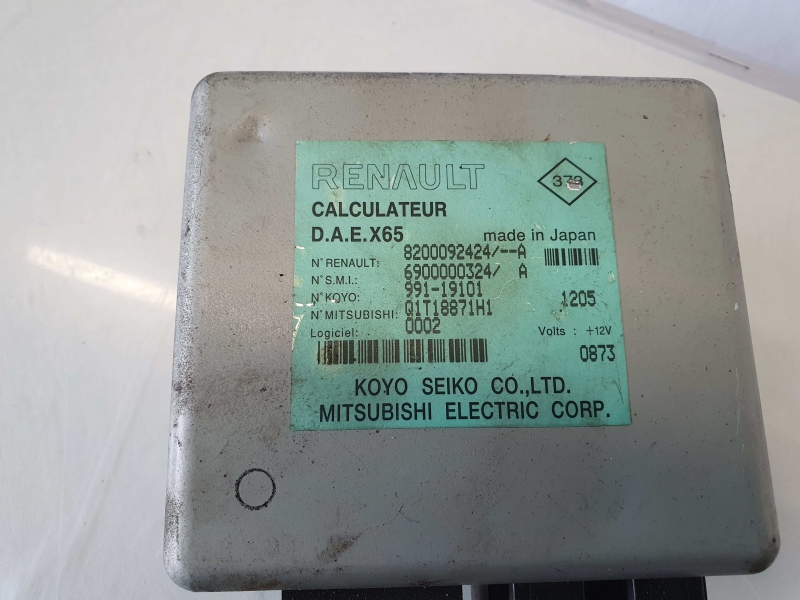 RENAULT
CALCULATEUR
D.A.E.X65 made in Japan
N° RENAULT: 8200092424/--A
N° S.M.I.: 6900000324/ A
N° KOYO: 991-19101 1205
N° MITSUBISHI: Q1T18871H1
Logiciel: 0002 Volts : +12V
0873
KOYO SEIKO CO.,LTD.
MITSUBISHI ELECTRIC CORP.